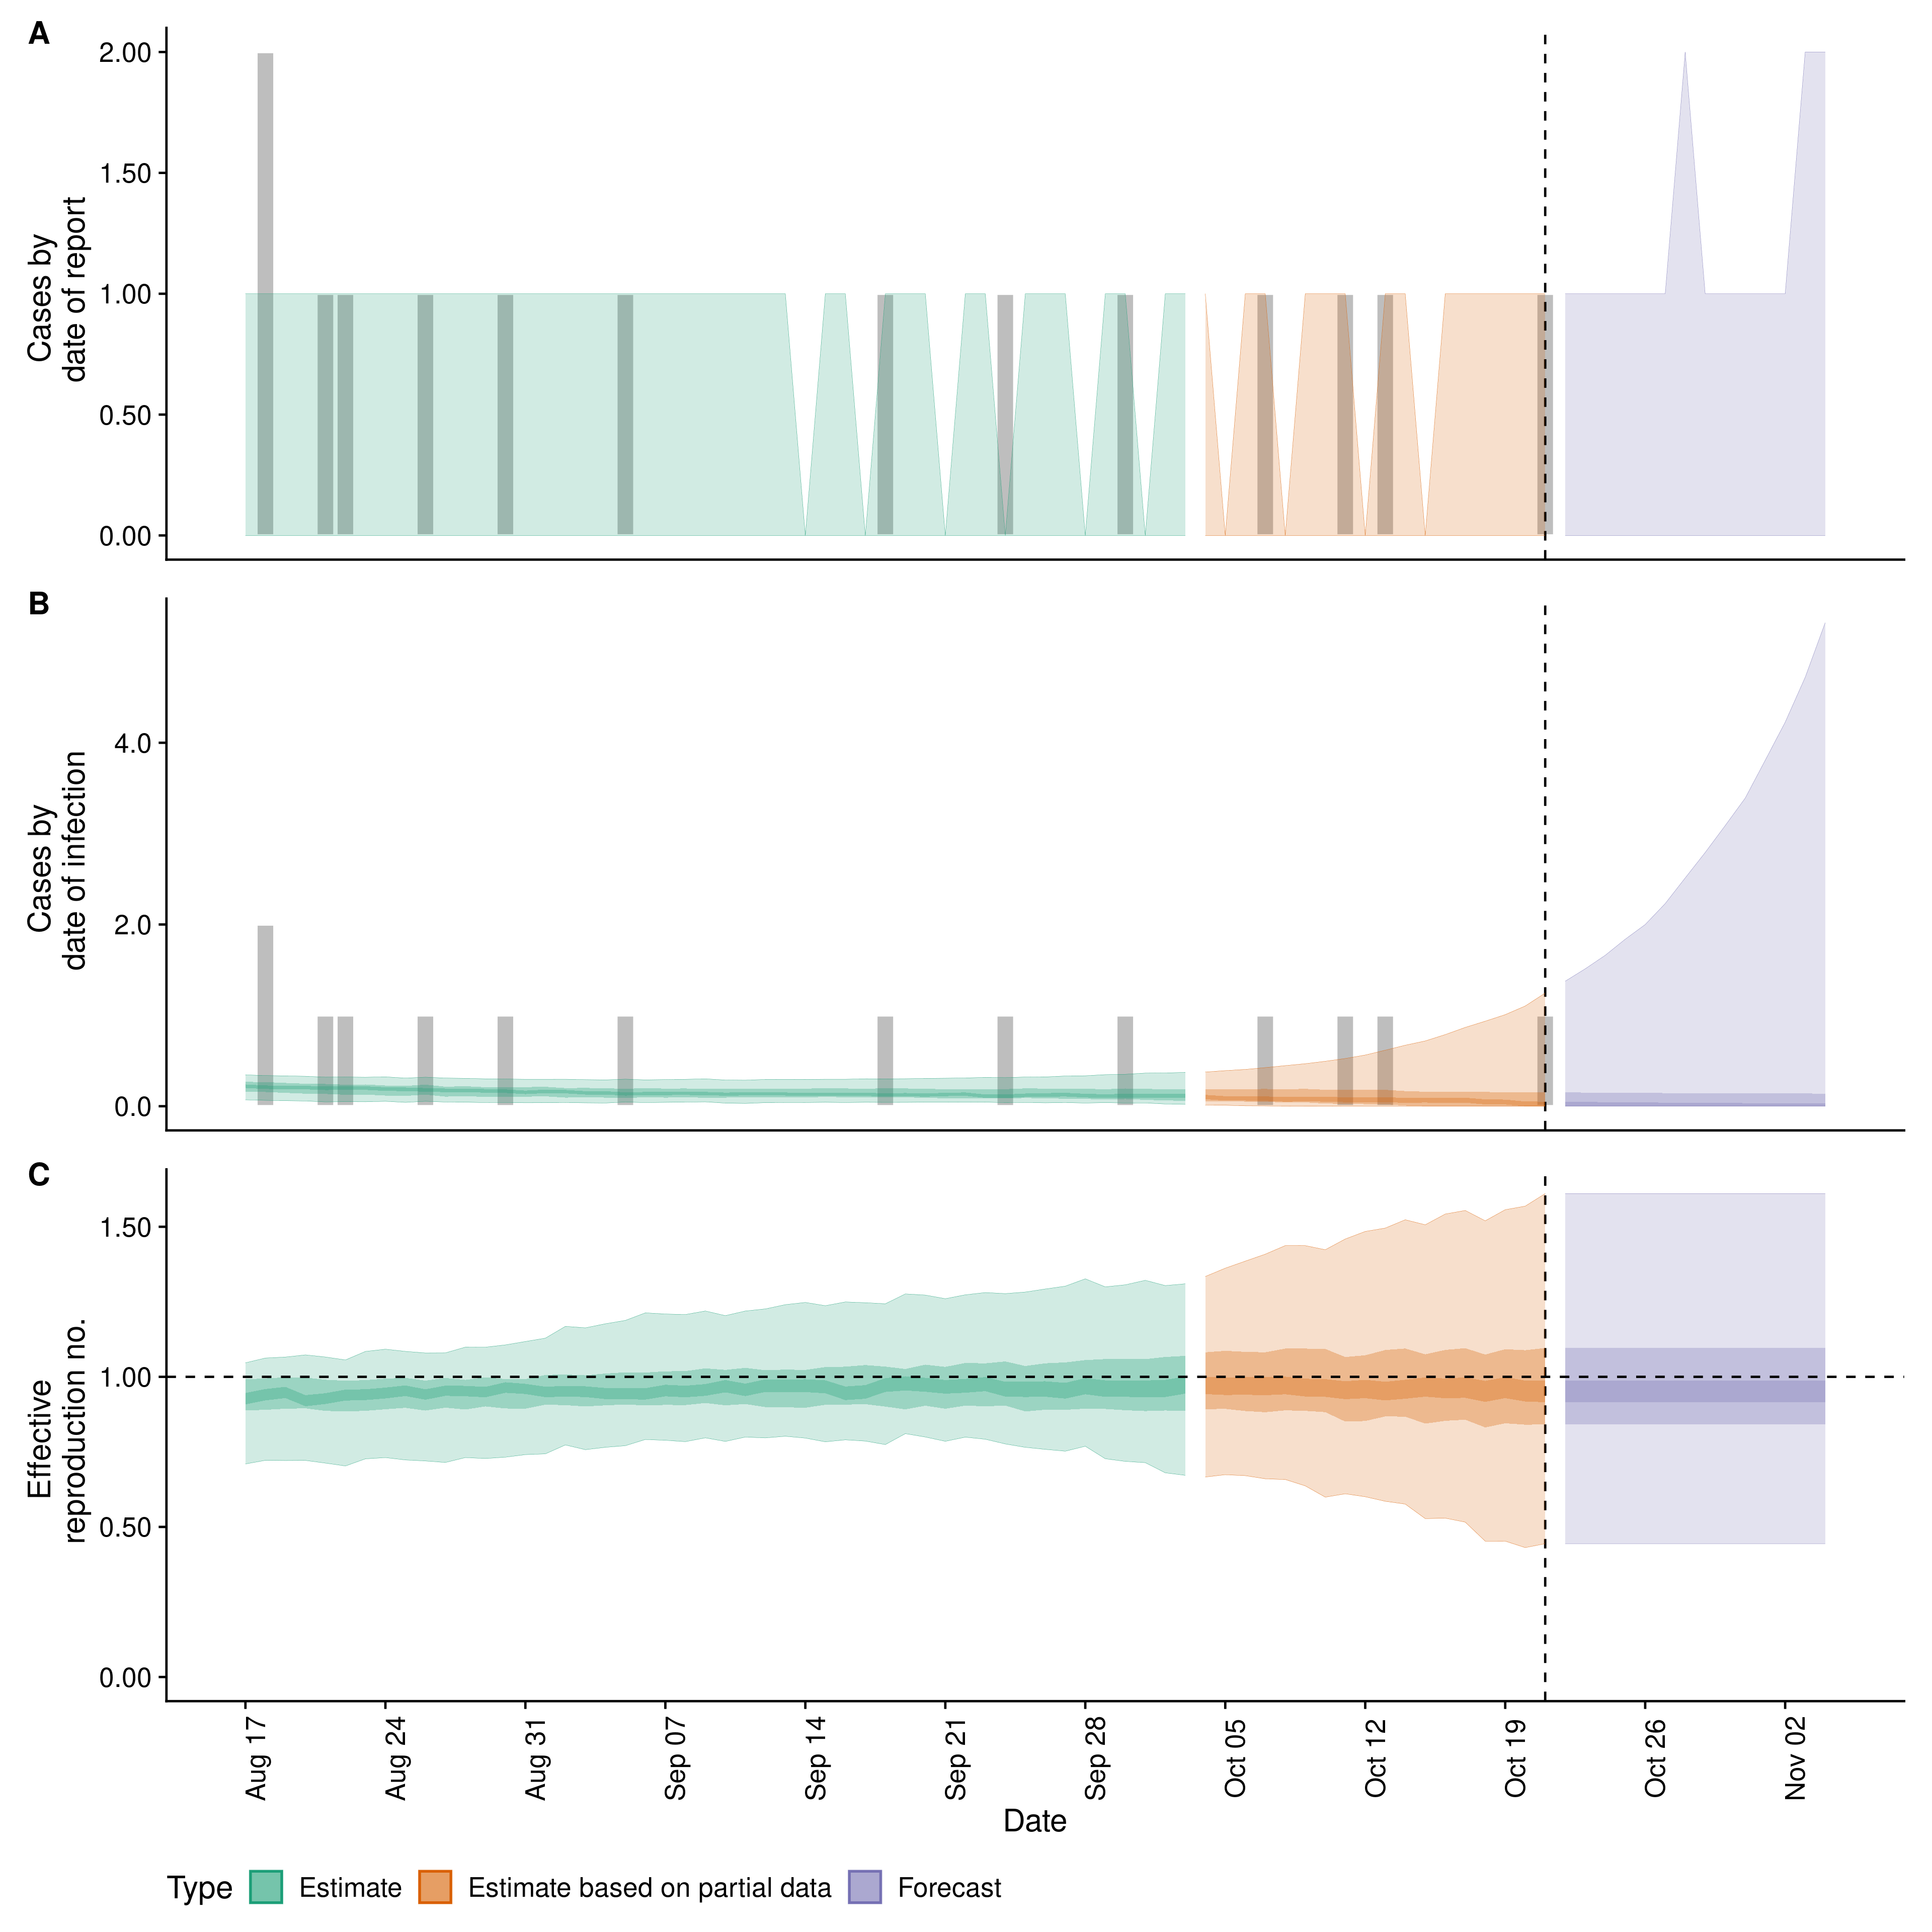 A
Cases by
date of report
2.00
1.50
1.00
0.50
0.00
B
Cases by
date of infection
4.0
2.0
0.0
C
Effective
reproduction no.
1.50
1.00
0.50
0.00
Aug 17
Aug 24
Aug 31
Sep 07
Sep 14
Sep 21
Sep 28
Oct 05
Oct 12
Oct 19
Oct 26
Nov 02
Date
Type Estimate Estimate based on partial data Forecast